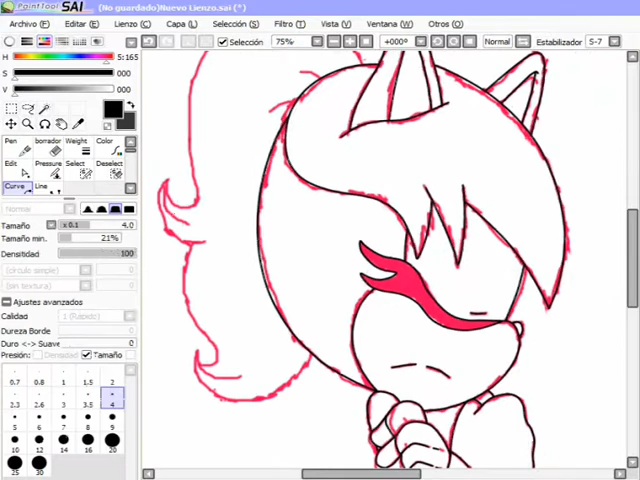 PaintTool SAI (No guardado)Nuevo Lienzo.sai (*)
Archivo (F) Editar (E) Lienzo (C) Capa (L) Selección (S) Filtro (T) Vista (V) Ventana (W) Otros (O)
Selección 75% +000° Normal Estabilizador S-7
H 5:165
S 000
V 000
Pen borrador Weight Color
Edit Pressure Select Deselect
Curve Line
Normal
Tamaño x 0.1 4.0
Tamaño min. 21%
Densitidad 100
(circulo simple)
(sin textura)
Ajustes avanzados
Calidad 1 (Rapido)
Dureza Borde 0
Duro <-> Suave 0
Presión: Densidad Tamaño
0.7 0.8 1 1.5 2
2.3 2.6 3 3.5 4
5 6 7 8 9
10 12 14 16 20
25 30